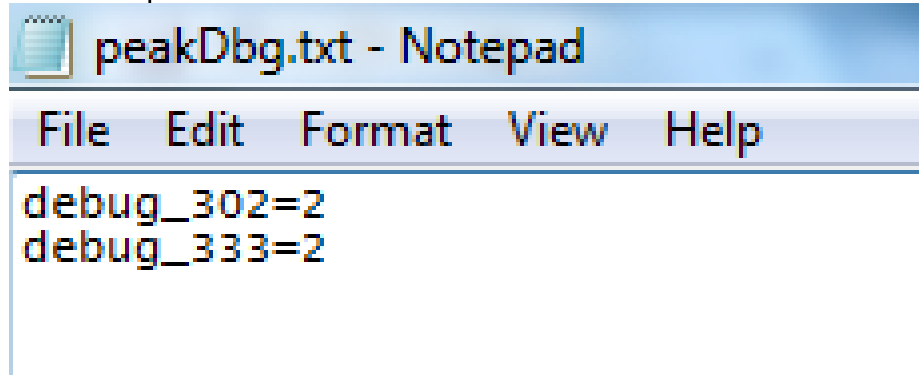 peakDbg.txt - Notepad
File Edit Format View Help
debug_302=2
debug_333=2